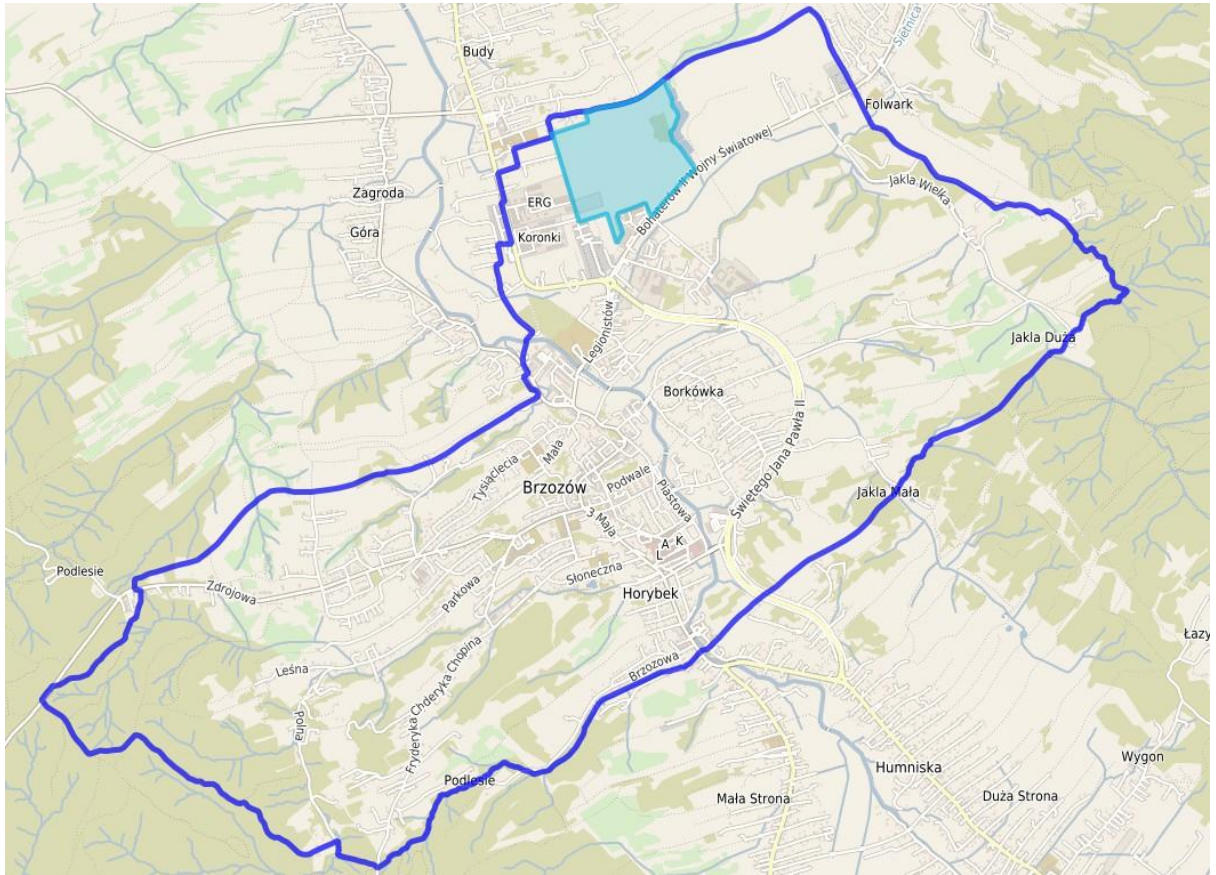 Budy
Sietnica
Folwark
Bohaterów II Wojny Światowej
Jakla Wielka
Zagroda
ERG
Góra
Koronki
Legionistów
Jakla Duża
Borkówka
Świętego Jana Pawła II
Mała
Tysiąclecia
Podwale
Brzozów
Piastowa
Jakla Mała
3 Maja
A K
L
Podlesie
Zdrojowa
Słoneczna
Parkowa
Horybek
Łazy
Brzozowa
Leśna
Fryderyka Chderyka Chopina
Polna
Podlesie
Wygon
Humniska
Mała Strona
Duża Strona